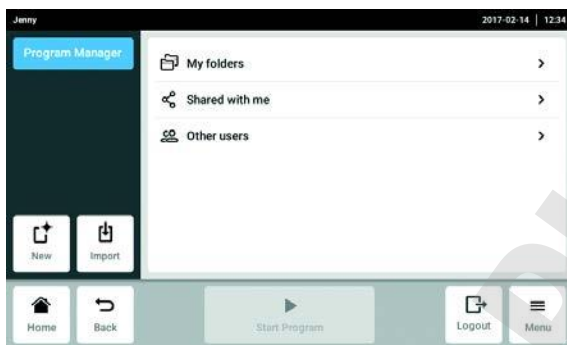 Jenny 2017-02-14 | 12:34
Program Manager
My folders
Shared with me
Other users
New Import
Home Back Start Program Logout Menu